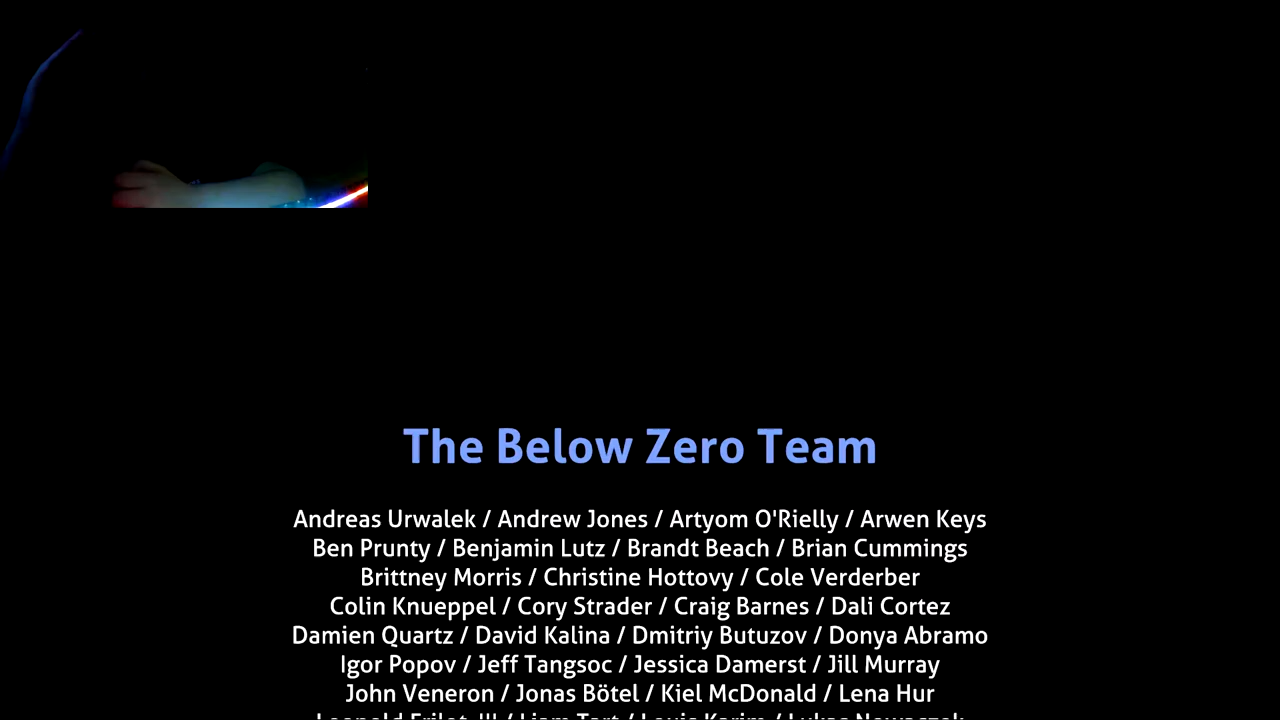 The Below Zero Team
Andreas Urwalek / Andrew Jones / Artyom O'Rielly / Arwen Keys
Ben Prunty / Benjamin Lutz / Brandt Beach / Brian Cummings
Brittney Morris / Christine Hottovy / Cole Verderber
Colin Knueppel / Cory Strader / Craig Barnes / Dali Cortez
Damien Quartz / David Kalina / Dmitriy Butuzov / Donya Abramo
Igor Popov / Jeff Tangsoc / Jessica Damerst / Jill Murray
John Veneron / Jonas Bötel / Kiel McDonald / Lena Hur